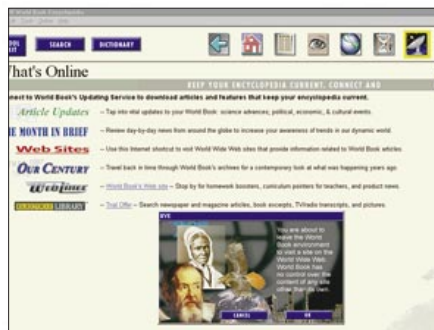 World Book Encyclopedia
SEARCH
DICTIONARY
What's Online
KEEP YOUR ENCYCLOPEDIA CURRENT, CONNECT AND
nect to World Book's Updating Service to download articles and features that keep your encyclopedia current.
Article Updates – Tap into vital updates to your World Book: science advances, political, economic, & cultural events.
E MONTH IN BRIEF – Review day-by-day news from around the globe to increase your awareness of trends in our dynamic world.
Web Sites – Use this Internet shortcut to visit World Wide Web sites that provide information related to World Book articles.
OUR CENTURY – Travel back in time through World Book's archives for a contemporary look at what was happening years ago.
– World Book's Web site – Stop by for homework boosters, curriculum posters for teachers, and product news.
LIBRARY – Trial Offer – Search newspaper and magazine articles, book excerpts, TV/radio transcripts, and pictures.
You are about to
leave the World
Book environment
to visit a site on the
World Wide Web.
World Book has
no control over the
content of any site
other than its own.
CANCEL
OK